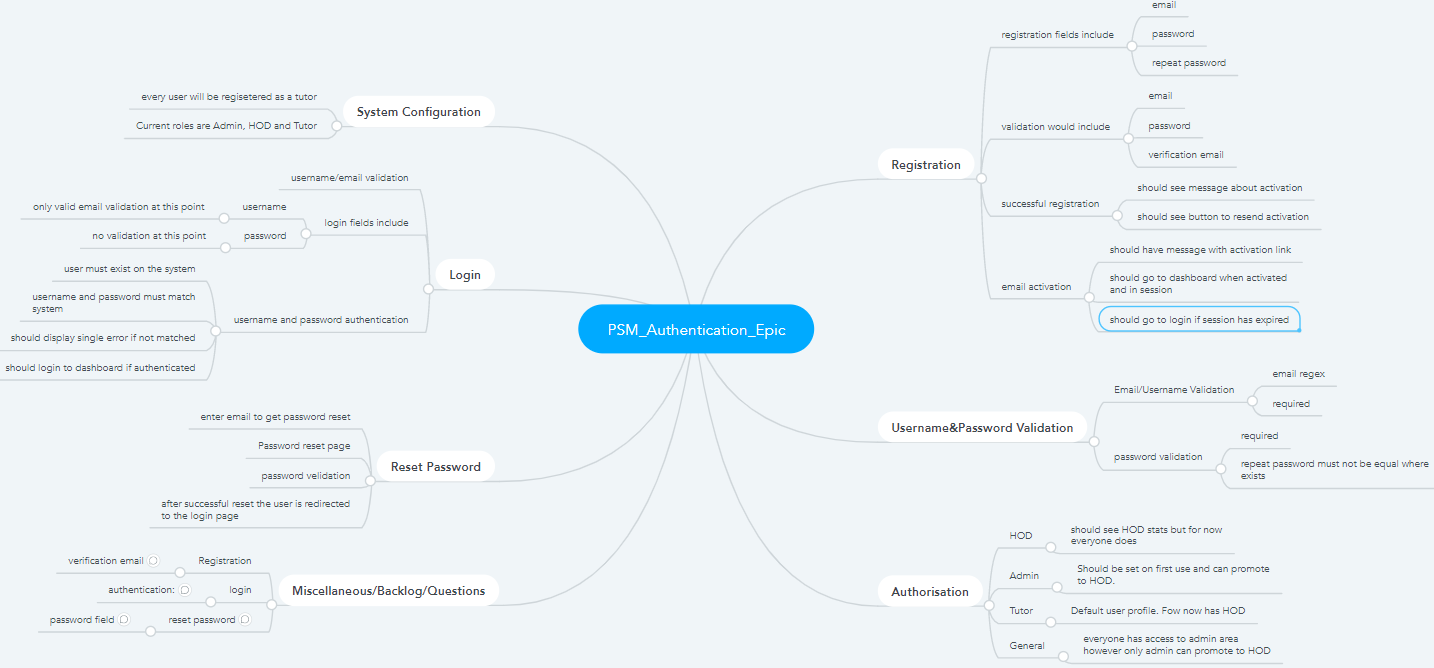 PSM_Authentication_Epic
System Configuration
every user will be regisetered as a tutor
Current roles are Admin, HOD and Tutor
Login
username/email validation
login fields include
username
only valid email validation at this point
password
no validation at this point
username and password authentication
user must exist on the system
username and password must match
system
should display single error if not matched
should login to dashboard if authenticated
Reset Password
enter email to get password reset
Password reset page
password velidation
after successful reset the user is redirected
to the login page
Miscellaneous/Backlog/Questions
Registration
verification email
login
authentication:
reset password
password field
Registration
registration fields include
email
password
repeat password
validation would include
email
password
verification email
successful registration
should see message about activation
should see button to resend activation
email activation
should have message with activation link
should go to dashboard when activated
and in session
should go to login if session has expired
Username&Password Validation
Email/Username Validation
email regex
required
password validation
required
repeat password must not be equal where
exists
Authorisation
HOD
should see HOD stats but for now
everyone does
Admin
Should be set on first use and can promote
to HOD.
Tutor
Default user profile. Fow now has HOD
General
everyone has access to admin area
however only admin can promote to HOD